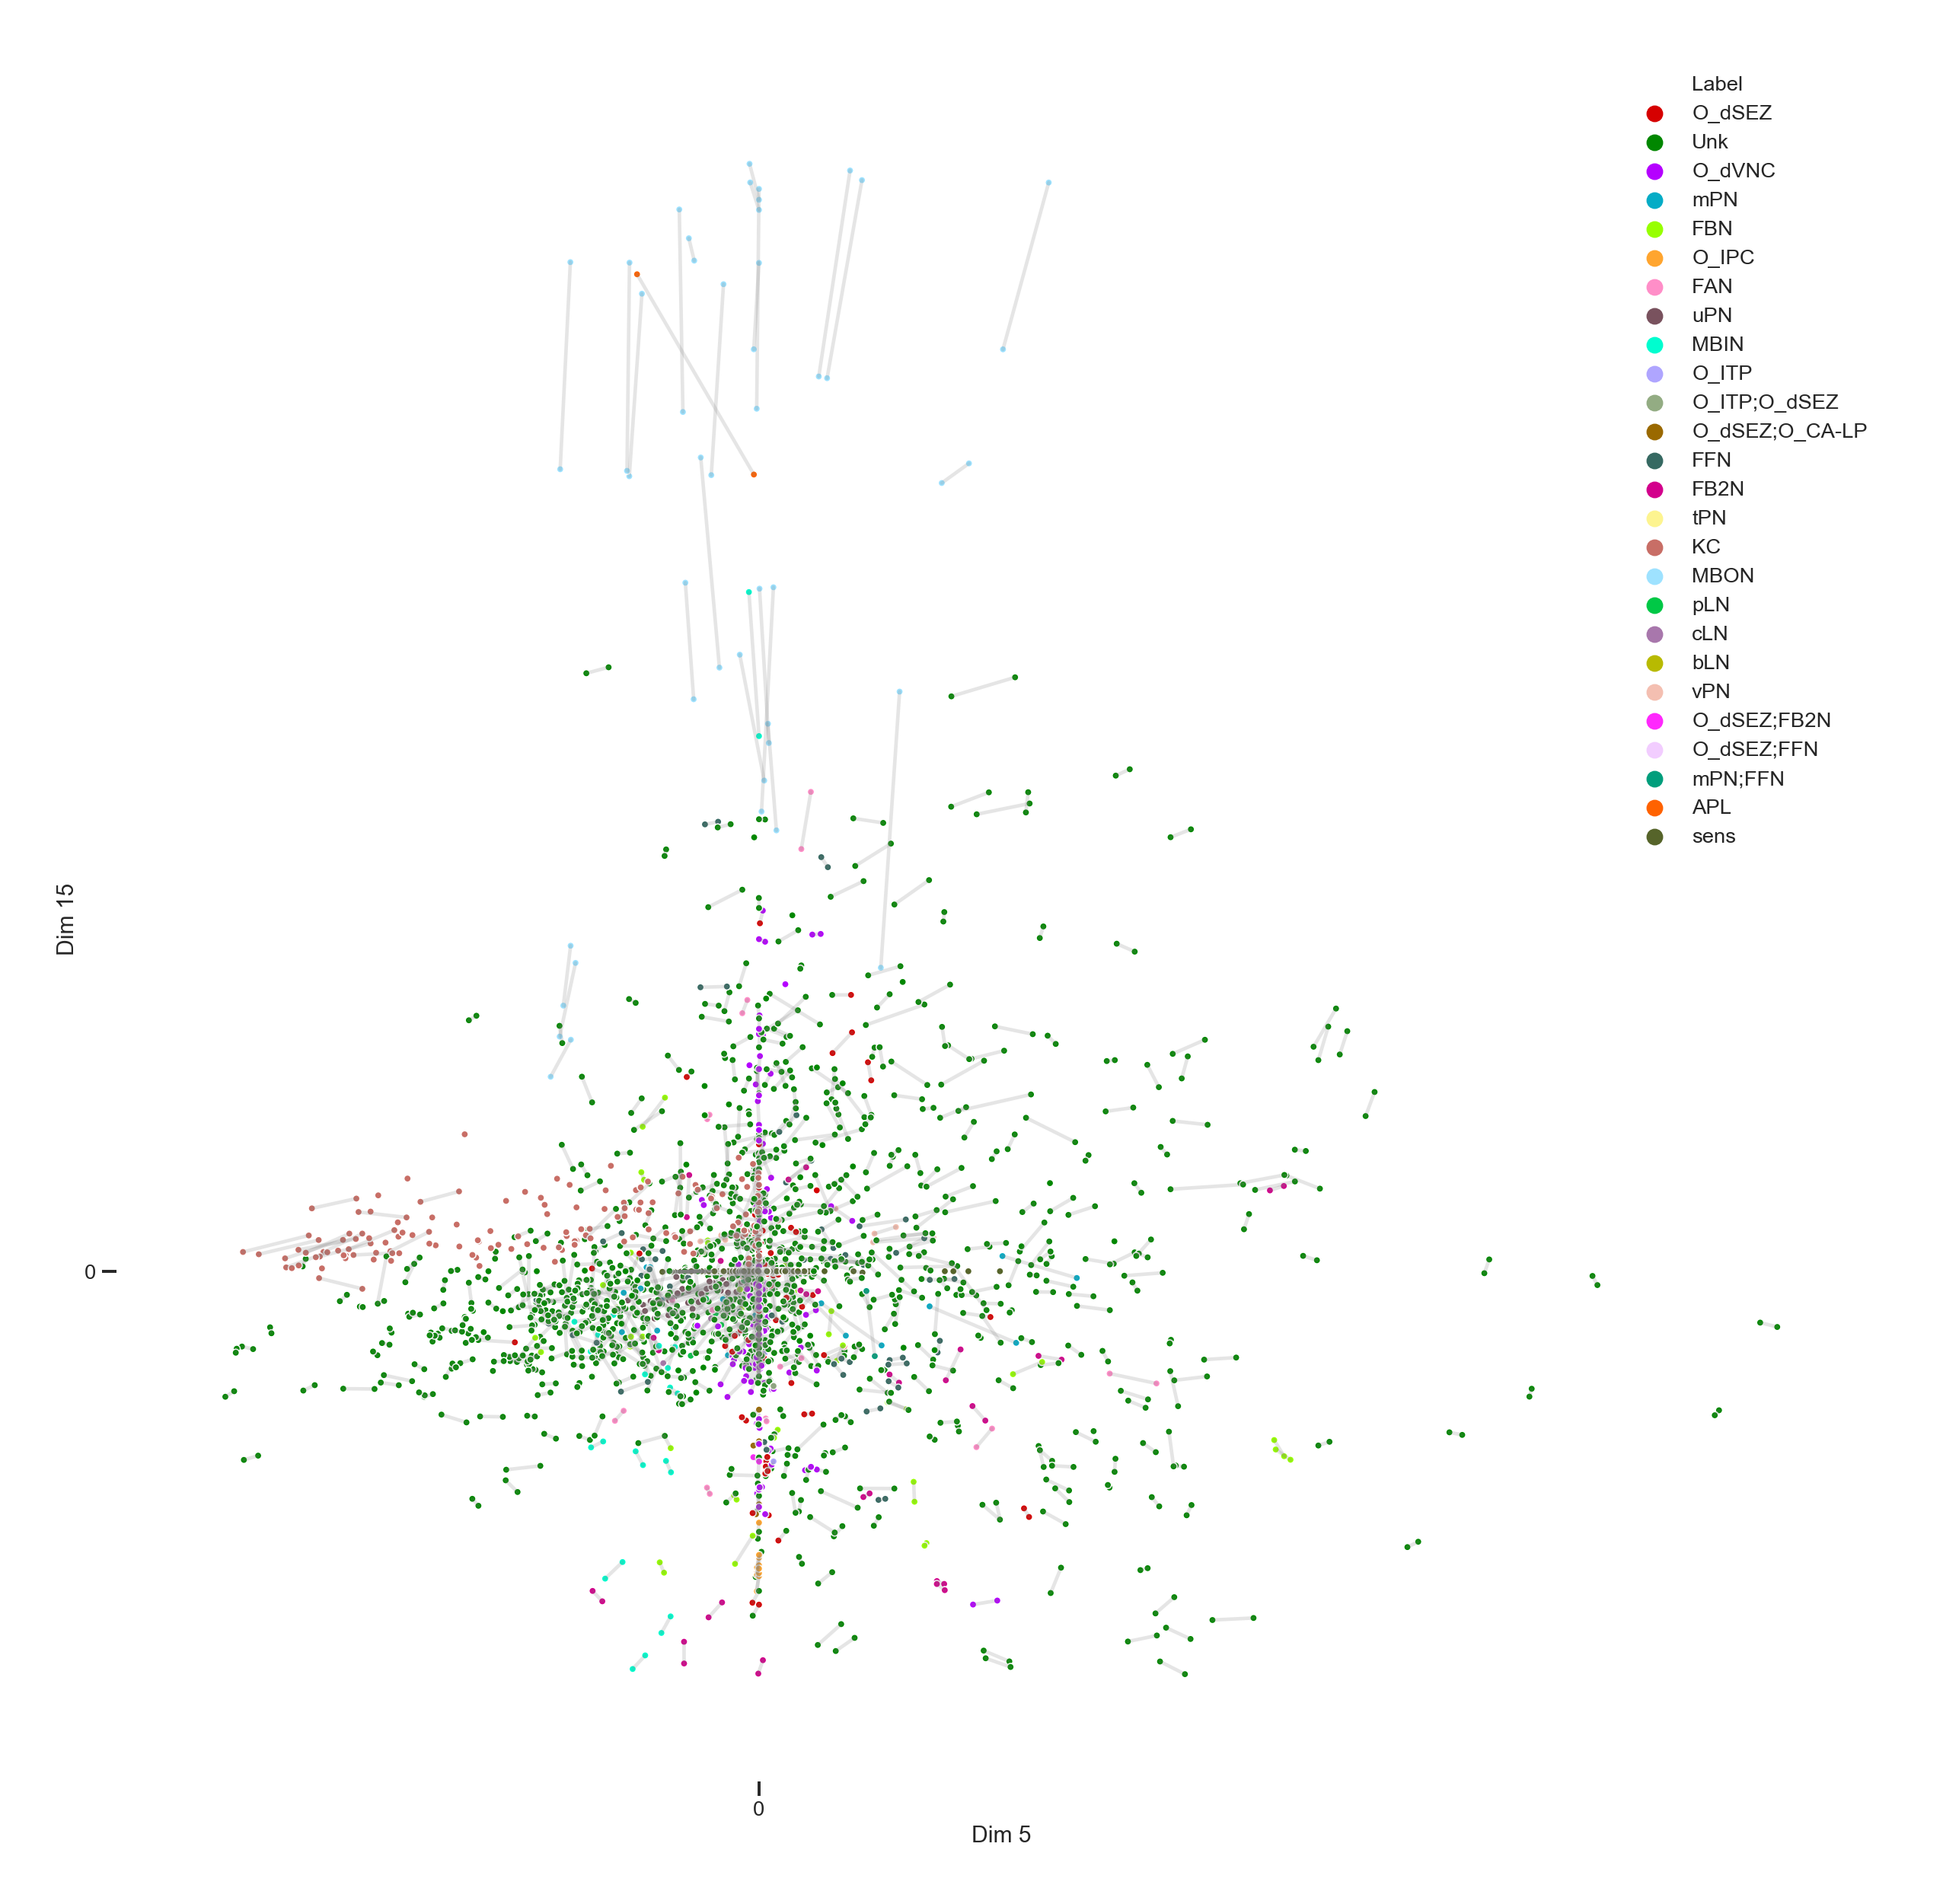 Label
O_dSEZ
Unk
O_dVNC
mPN
FBN
O_IPC
FAN
uPN
MBIN
O_ITP
O_ITP;O_dSEZ
O_dSEZ;O_CA-LP
FFN
FB2N
tPN
KC
MBON
pLN
cLN
bLN
vPN
O_dSEZ;FB2N
O_dSEZ;FFN
mPN;FFN
APL
sens
Dim 15
0
0
Dim 5